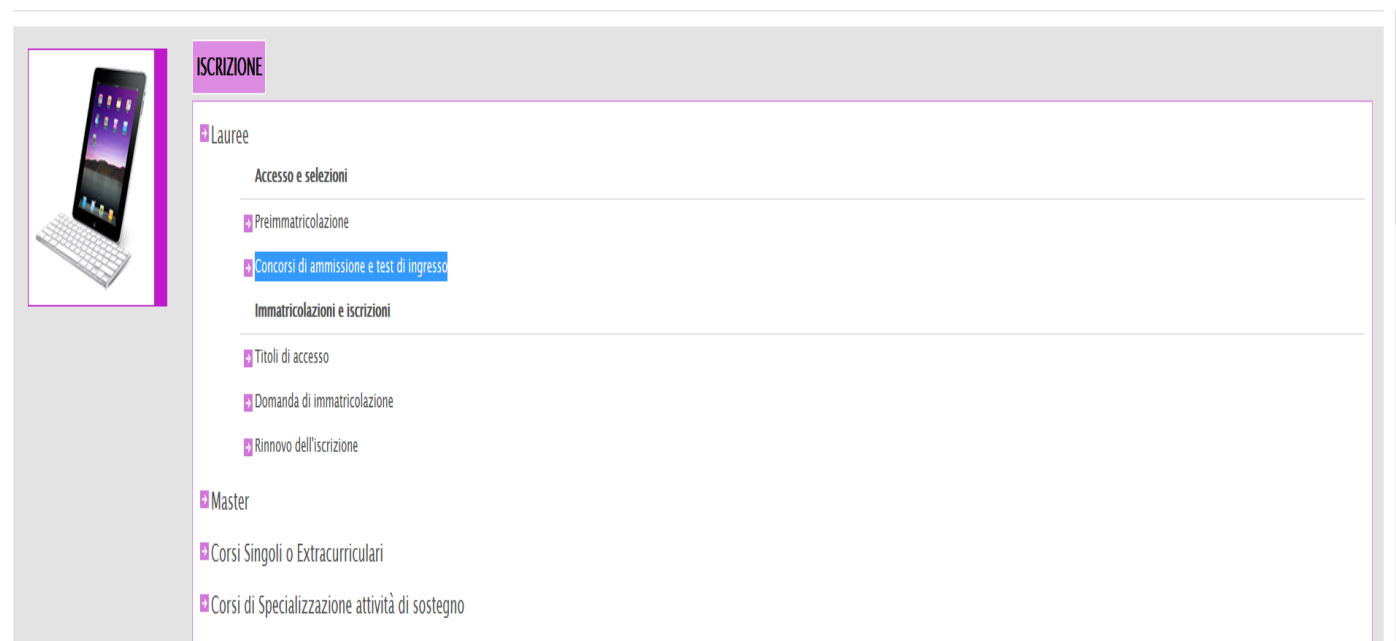 ISCRIZIONE
Lauree
Accesso e selezioni
Preimmatricolazione
Concorsi di ammissione e test di ingresso
Immatricolazioni e iscrizioni
Titoli di accesso
Domanda di immatricolazione
Rinnovo dell'iscrizione
Master
Corsi Singoli o Extracurriculari
Corsi di Specializzazione attività di sostegno